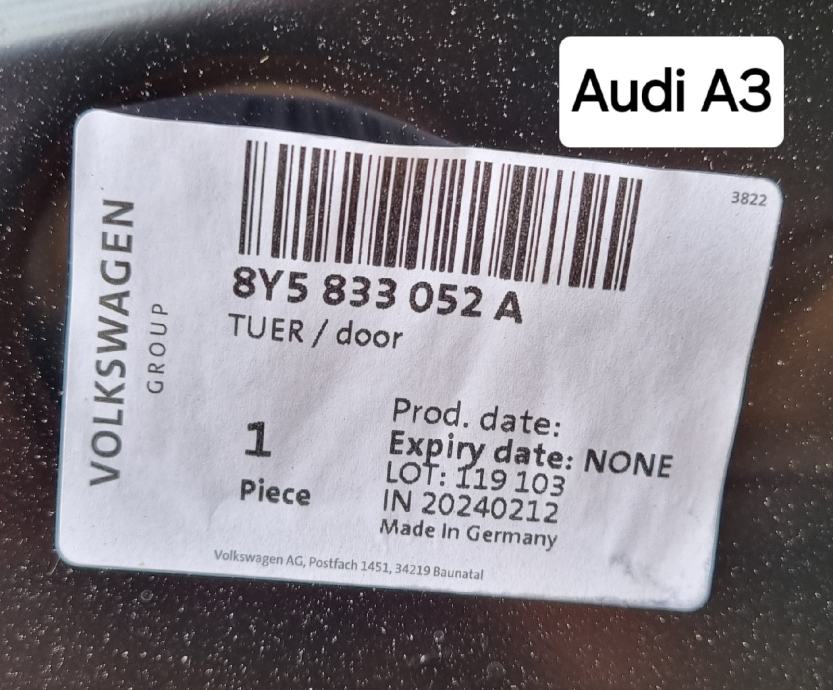 Audi A3
3822
VOLKSWAGEN
GROUP
8Y5 833 052 A
TUER / door
1
Piece
Prod. date:
Expiry date: NONE
LOT: 119 103
IN 20240212
Made In Germany
Volkswagen AG, Postfach 1451, 34219 Baunatal